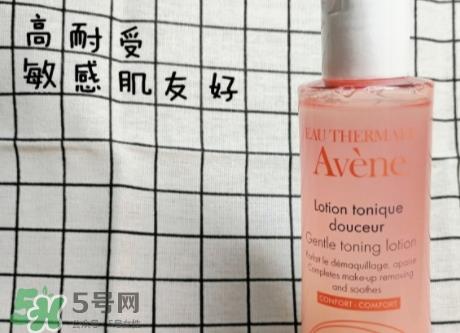 高耐受
敏感肌友好
EAU THERMALE
Avène
Lotion tonique
douceur
Gentle toning lotion
Parfait le démaquillage, apaise
Completes make-up removing
and soothes
CONFORT - COMFORT
5号网